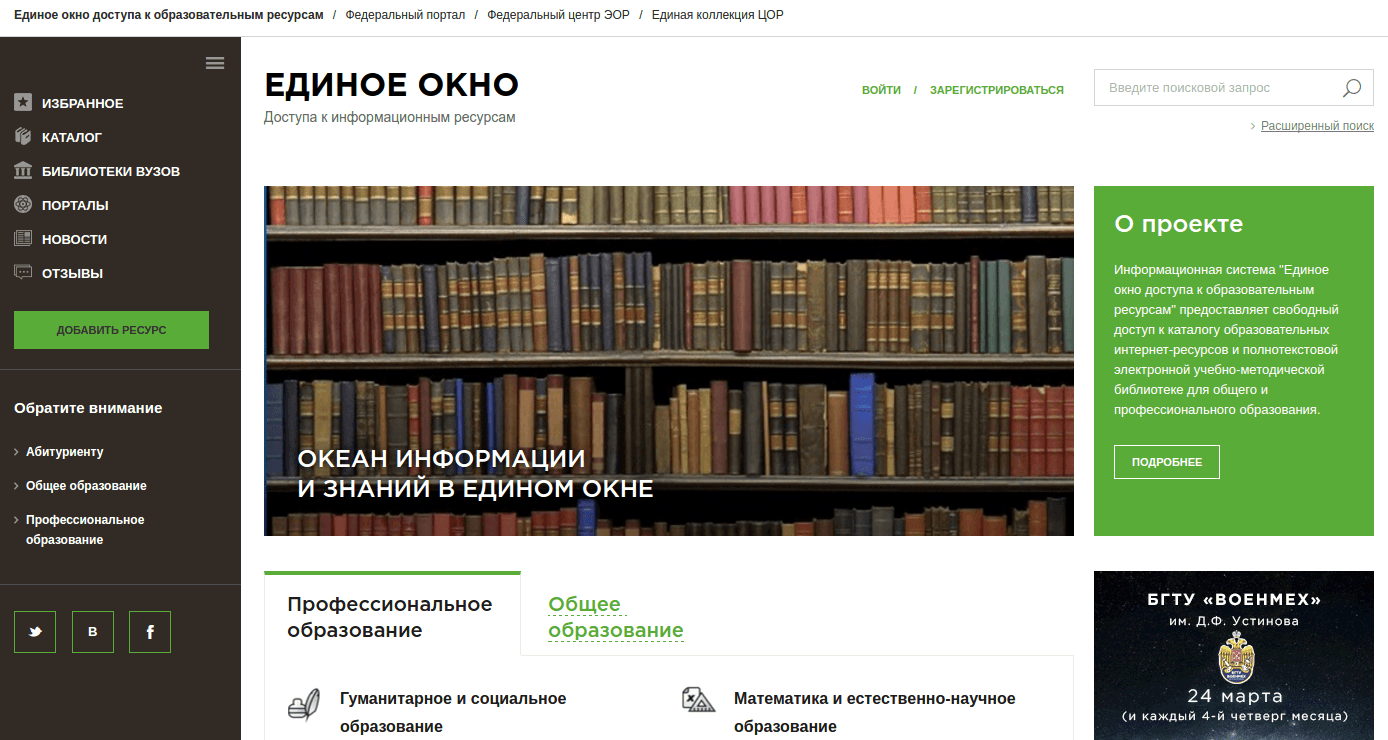 Единое окно доступа к образовательным ресурсам / Федеральный портал / Федеральный центр ЭОР / Единая коллекция ЦОР
ИЗБРАННОЕ
КАТАЛОГ
БИБЛИОТЕКИ ВУЗОВ
ПОРТАЛЫ
НОВОСТИ
ОТЗЫВЫ
ДОБАВИТЬ РЕСУРС
Обратите внимание
Абитуриенту
Общее образование
Профессиональное
образование
В
f
ЕДИНОЕ ОКНО
Доступа к информационным ресурсам
ВОЙТИ / ЗАРЕГИСТРИРОВАТЬСЯ
Введите поисковой запрос
Расширенный поиск
ОКЕАН ИНФОРМАЦИИ
И ЗНАНИЙ В ЕДИНОМ ОКНЕ
О проекте
Информационная система "Единое
окно доступа к образовательным
ресурсам" предоставляет свободный
доступ к каталогу образовательных
интернет-ресурсов и полнотекстовой
электронной учебно-методической
библиотеке для общего и
профессионального образования.
ПОДРОБНЕЕ
Профессиональное
образование
Общее
образование
Гуманитарное и социальное
образование
Математика и естественно-научное
образование
БГТУ «ВОЕНМЕХ»
им. Д.Ф. Устинова
БГТУ
ВОЕНМЕХ
24 марта
(и каждый 4-й четверг месяца)